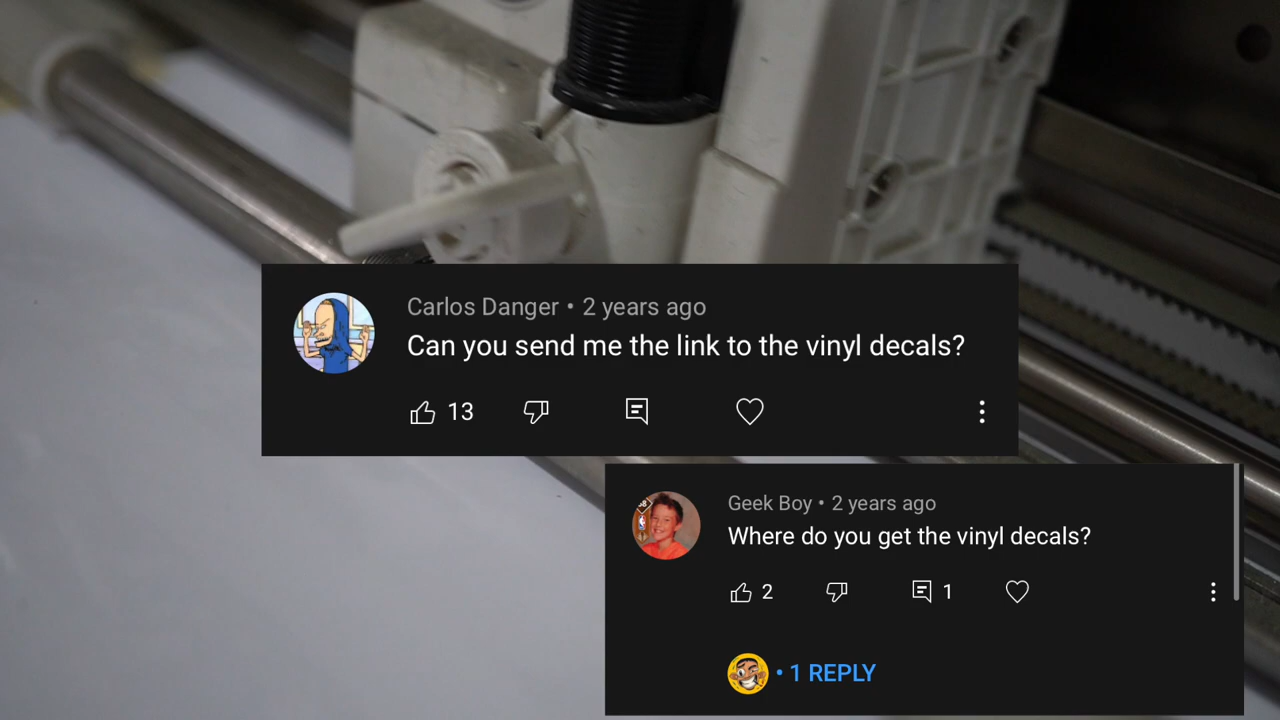 Carlos Danger • 2 years ago
Can you send me the link to the vinyl decals?
13
Geek Boy • 2 years ago
Where do you get the vinyl decals?
2 1
• 1 REPLY